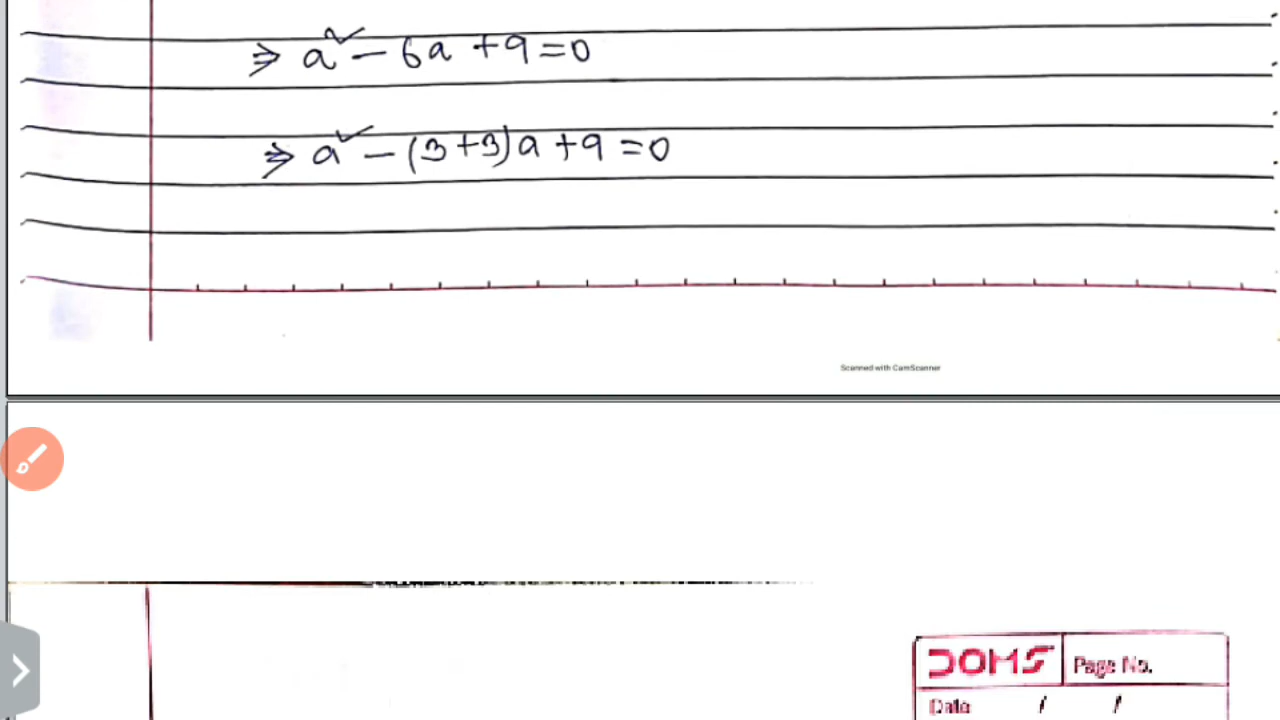 ⇒ a² - 6a + 9 = 0
⇒ a² - (3+3)a + 9 = 0
Scanned with CamScanner
DOMS
Page No.
Date / /